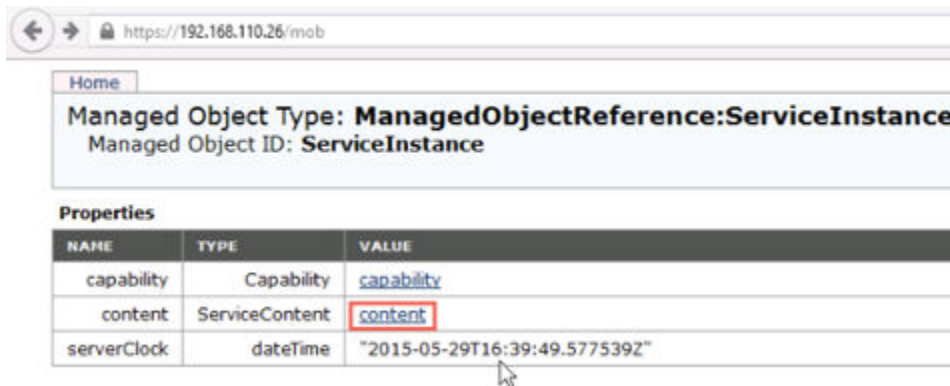 https://192.168.110.26/mob
Home
Managed Object Type: ManagedObjectReference:ServiceInstance
Managed Object ID: ServiceInstance
Properties
NAME TYPE VALUE
capability Capability capability
content ServiceContent content
serverClock dateTime "2015-05-29T16:39:49.577539Z"